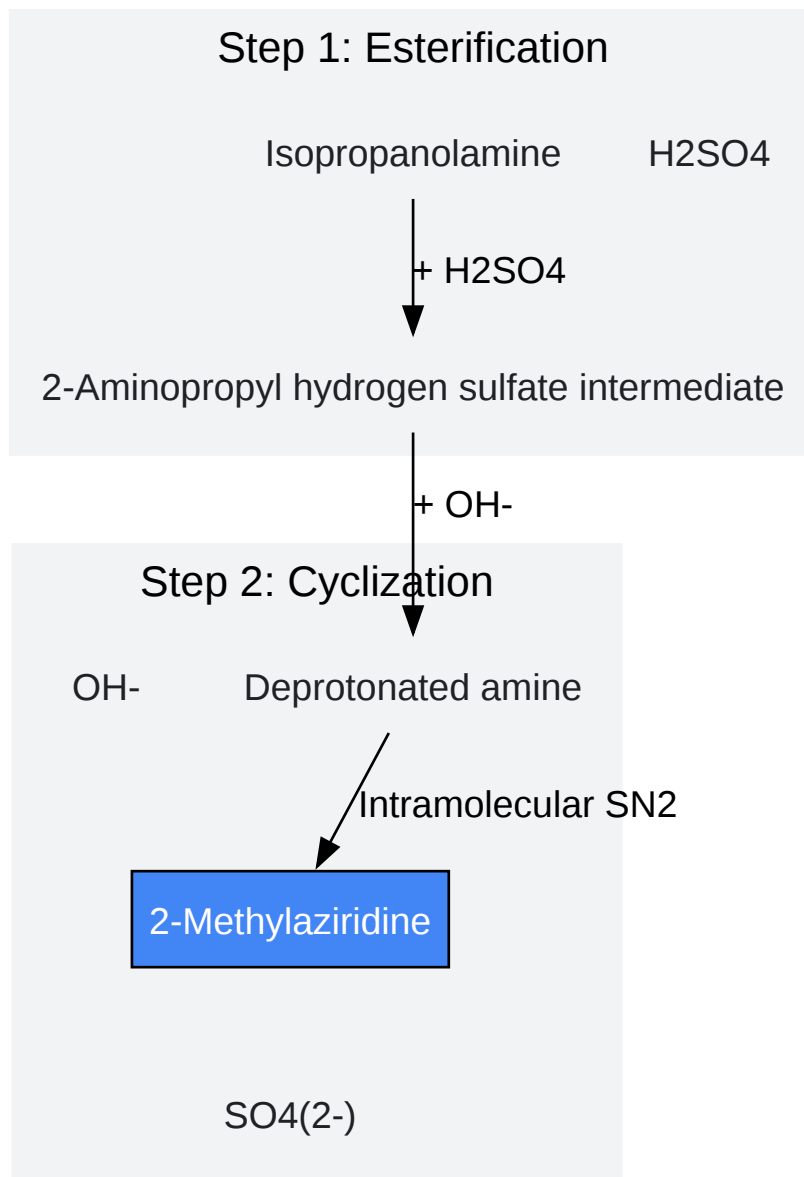 Step 1: Esterification
Isopropanolamine
H2SO4
+ H2SO4
2-Aminopropyl hydrogen sulfate intermediate
+ OH-
Step 2: Cyclization
OH-
Deprotonated amine
Intramolecular SN2
2-Methylaziridine
SO4(2-)